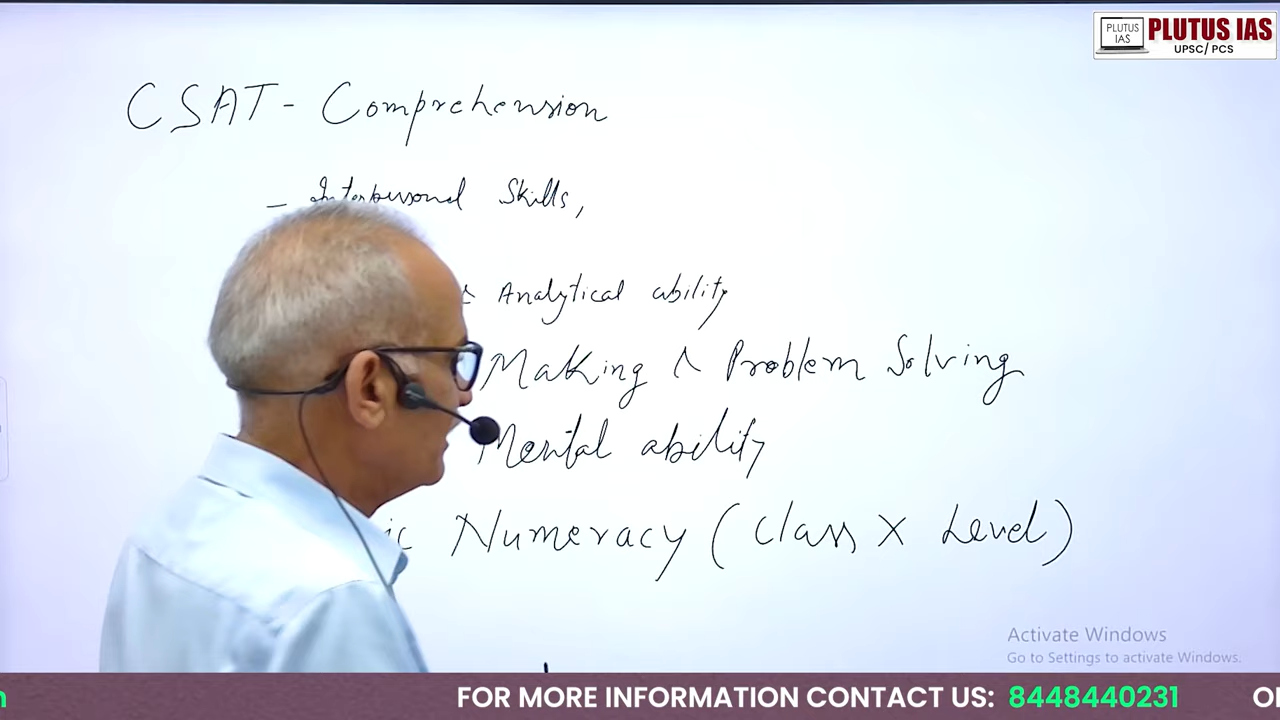 PLUTUS IAS
PLUTUS IAS
UPSC/ PCS
CSAT - Comprehension
- Interpersonal Skills,
Analytical ability
Making & Problem Solving
Mental ability
Numeracy (Class X Level)
Activate Windows
Go to Settings to activate Windows.
FOR MORE INFORMATION CONTACT US: 8448440231